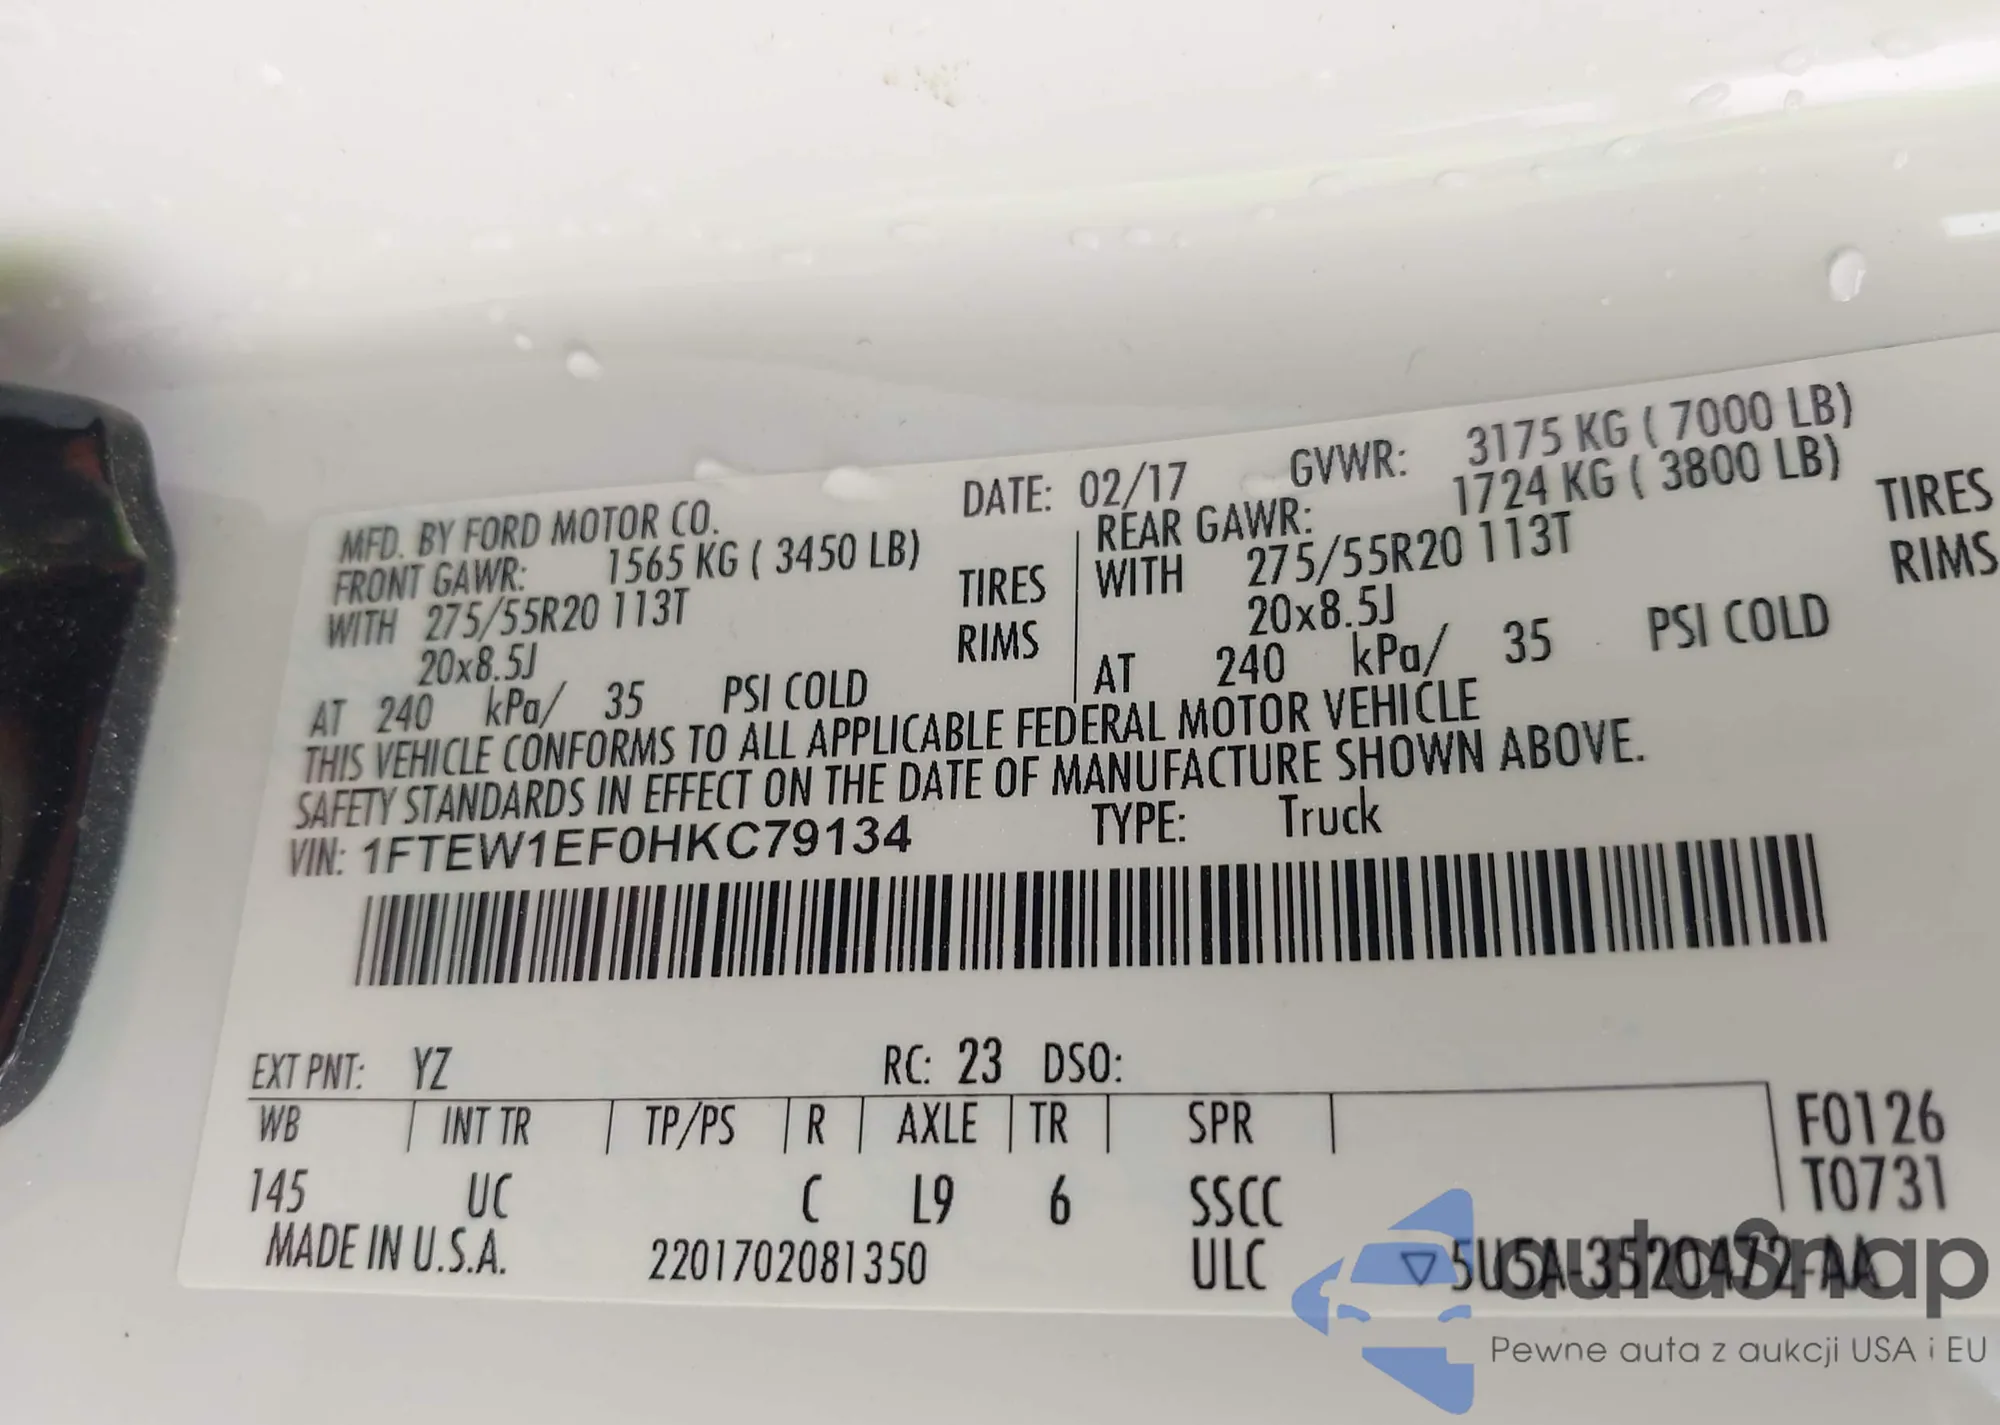 MFD. BY FORD MOTOR CO. DATE: 02/17 GVWR: 3175 KG ( 7000 LB)
FRONT GAWR: 1565 KG ( 3450 LB) REAR GAWR: 1724 KG ( 3800 LB)
WITH 275/55R20 113T TIRES WITH 275/55R20 113T TIRES
20x8.5J RIMS 20x8.5J RIMS
AT 240 kPa/ 35 PSI COLD AT 240 kPa/ 35 PSI COLD
THIS VEHICLE CONFORMS TO ALL APPLICABLE FEDERAL MOTOR VEHICLE
SAFETY STANDARDS IN EFFECT ON THE DATE OF MANUFACTURE SHOWN ABOVE.
VIN: 1FTEW1EF0HKC79134 TYPE: Truck
EXT PNT: YZ RC: 23 DSO:
WB INT TR TP/PS R AXLE TR SPR F0126
145 UC C L9 6 SSCC T0731
MADE IN U.S.A. 2201702081350 ULC ▽5U5A-3520472-AA
autosnap
Pewne auta z aukcji USA i EU